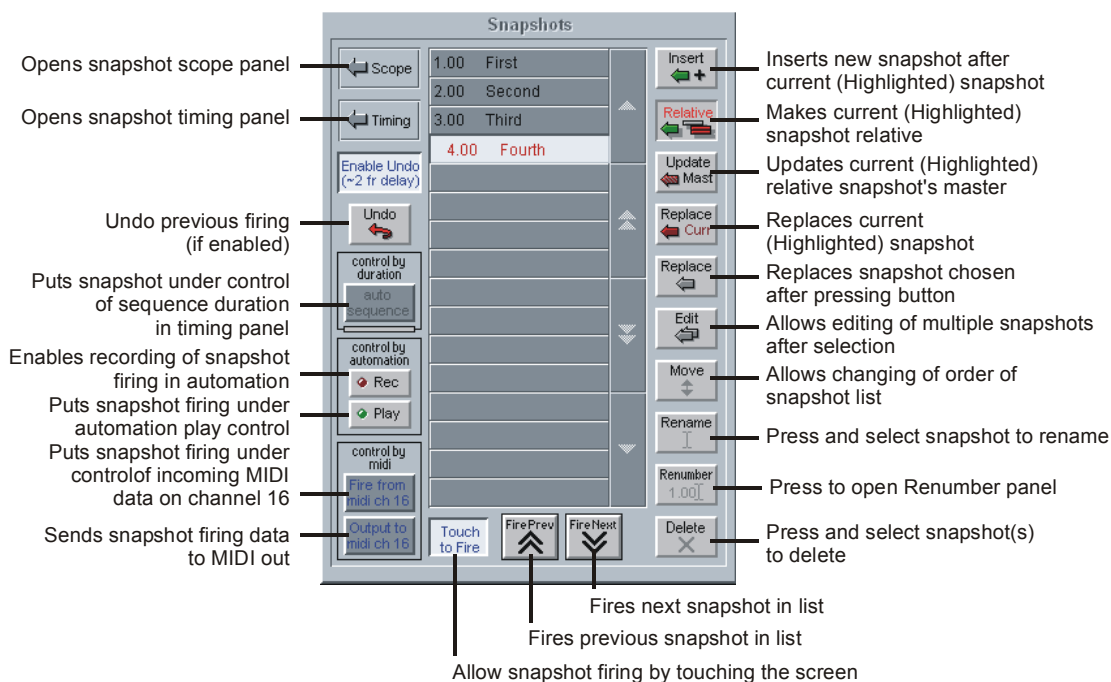 Snapshots
Opens snapshot scope panel
Opens snapshot timing panel
Undo previous firing
(if enabled)
Puts snapshot under control
of sequence duration
in timing panel
Enables recording of snapshot
firing in automation
Puts snapshot firing under
automation play control
Puts snapshot firing under
controlof incoming MIDI
data on channel 16
Sends snapshot firing data
to MIDI out
Scope
Timing
Enable Undo
(~2 fr delay)
Undo
control by
duration
auto
sequence
control by
automation
Rec
Play
control by
midi
Fire from
midi ch 16
Output to
midi ch 16
1.00 First
2.00 Second
3.00 Third
4.00 Fourth
Touch
to Fire
Fire Prev
Fire Next
Insert
+
Relative
Update
Mast
Replace
Curr
Replace
Edit
Move
Rename
Renumber
1.00
Delete
Inserts new snapshot after
current (Highlighted) snapshot
Makes current (Highlighted)
snapshot relative
Updates current (Highlighted)
relative snapshot's master
Replaces current
(Highlighted) snapshot
Replaces snapshot chosen
after pressing button
Allows editing of multiple snapshots
after selection
Allows changing of order of
snapshot list
Press and select snapshot to rename
Press to open Renumber panel
Press and select snapshot(s)
to delete
Fires next snapshot in list
Fires previous snapshot in list
Allow snapshot firing by touching the screen